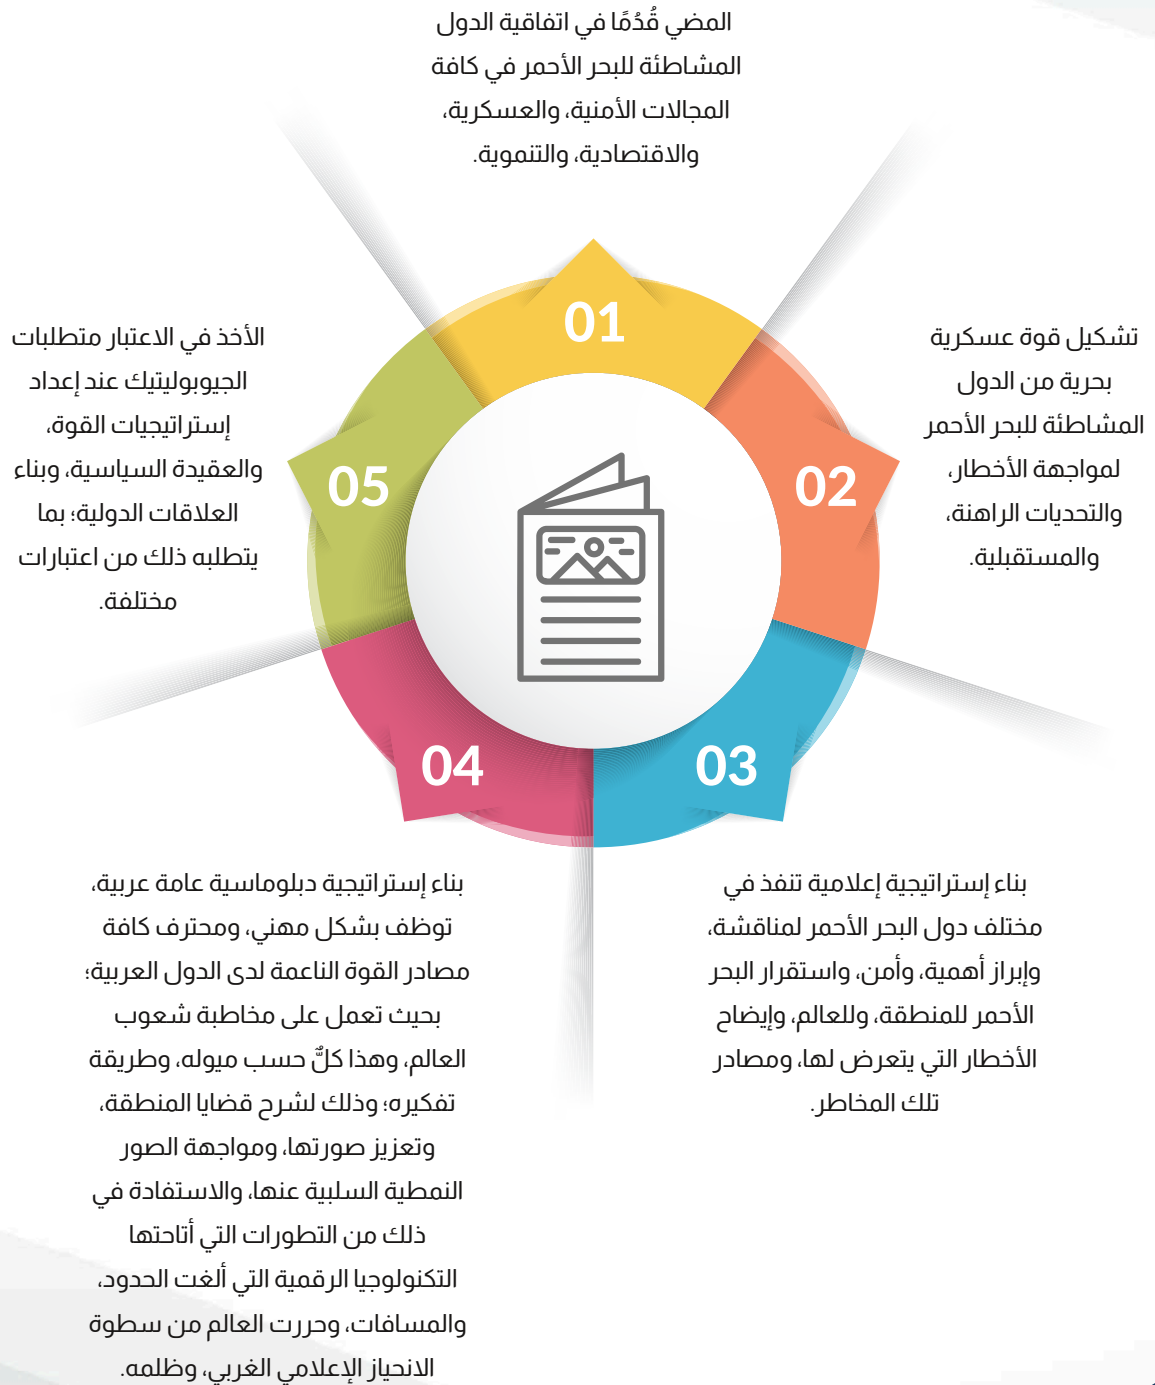 المضي قُدُمًا في اتفاقية الدول
المشاطئة للبحر الأحمر في كافة
المجالات الأمنية، والعسكرية،
والاقتصادية، والتنموية.
01
تشكيل قوة عسكرية
بحرية من الدول
المشاطئة للبحر الأحمر
لمواجهة الأخطار،
والتحديات الراهنة،
والمستقبلية.
02
بناء إستراتيجية إعلامية تنفذ في
مختلف دول البحر الأحمر لمناقشة،
وإبراز أهمية، وأمن، واستقرار البحر
الأحمر للمنطقة، وللعالم، وإيضاح
الأخطار التي يتعرض لها، ومصادر
تلك المخاطر.
03
بناء إستراتيجية دبلوماسية عامة عربية،
توظف بشكل مهني، ومحترف كافة
مصادر القوة الناعمة لدى الدول العربية؛
بحيث تعمل على مخاطبة شعوب
العالم، وهذا كلٌّ حسب ميوله، وطريقة
تفكيره؛ وذلك لشرح قضايا المنطقة،
وتعزيز صورتها، ومواجهة الصور
النمطية السلبية عنها، والاستفادة في
ذلك من التطورات التي أتاحتها
التكنولوجيا الرقمية التي ألغت الحدود،
والمسافات، وحررت العالم من سطوة
الانحياز الإعلامي الغربي، وظلمه.
04
الأخذ في الاعتبار متطلبات
الجيوبوليتيك عند إعداد
إستراتيجيات القوة،
والعقيدة السياسية، وبناء
العلاقات الدولية؛ بما
يتطلبه ذلك من اعتبارات
مختلفة.
05